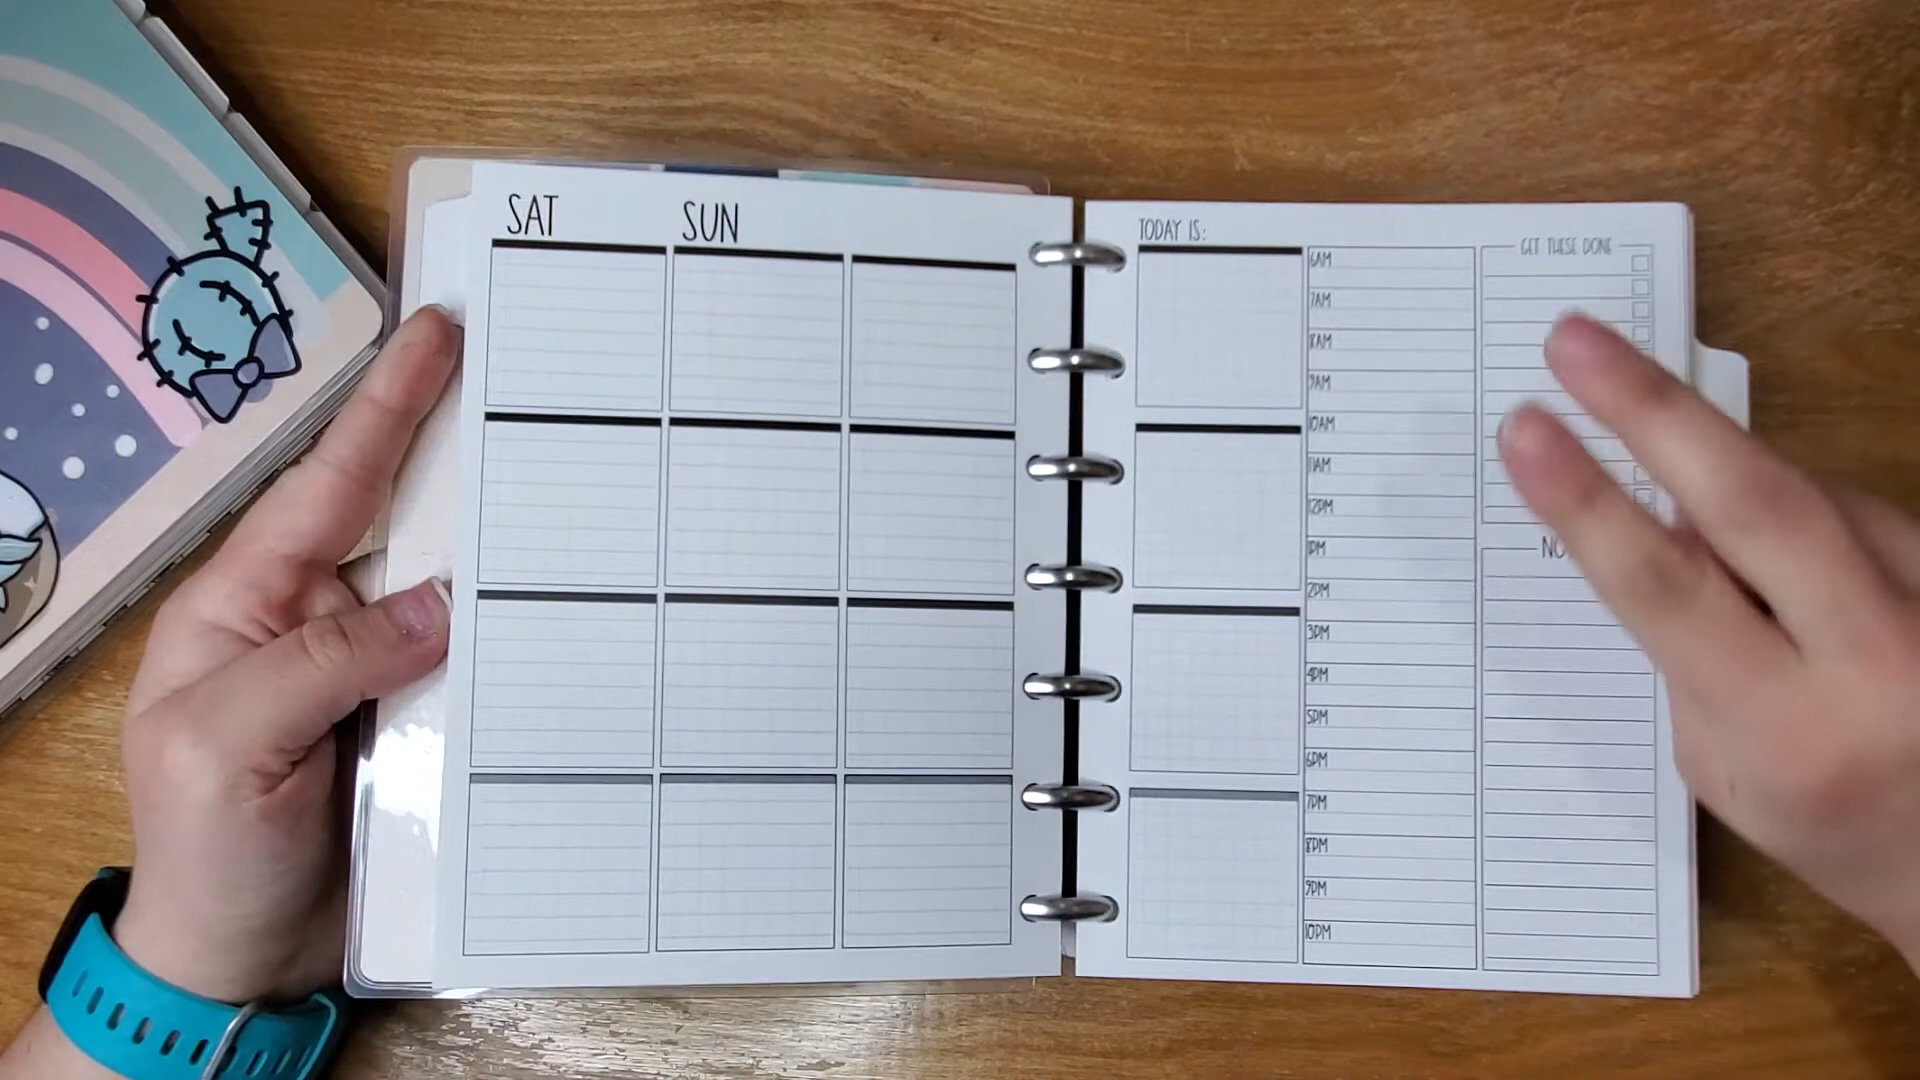 SAT
SUN
TODAY IS:
6AM
7AM
8AM
9AM
10AM
11AM
12PM
1PM
2PM
3PM
4PM
5PM
6PM
7PM
8PM
9PM
10PM
GET THESE DONE